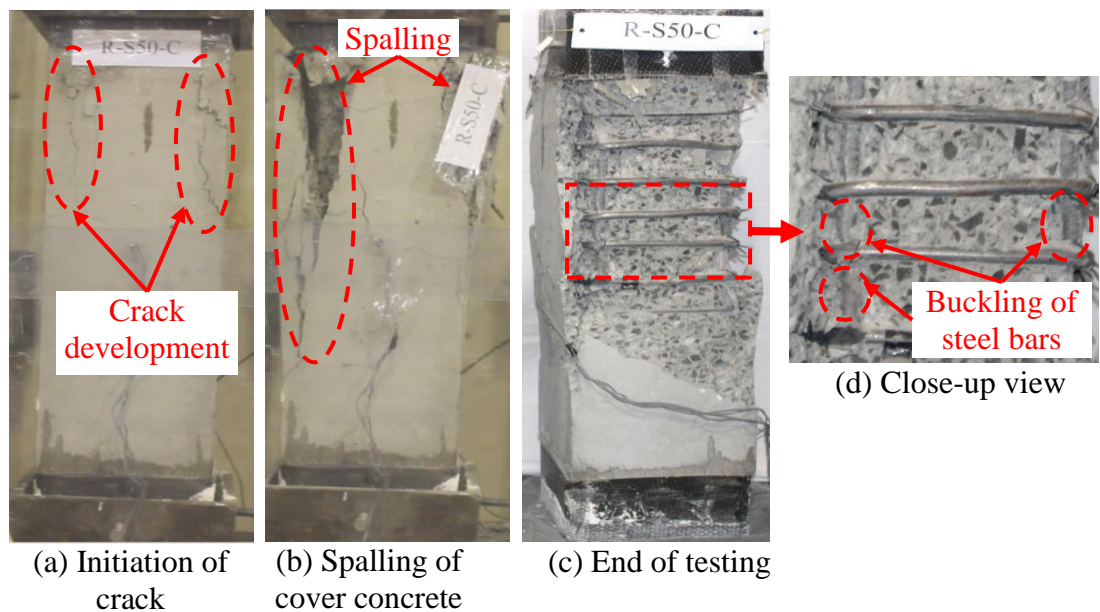 R-S50-C
Crack
development
(a) Initiation of
crack
Spalling
R-S50-C
(b) Spalling of
cover concrete
R-S50-C
(c) End of testing
Buckling of
steel bars
(d) Close-up view